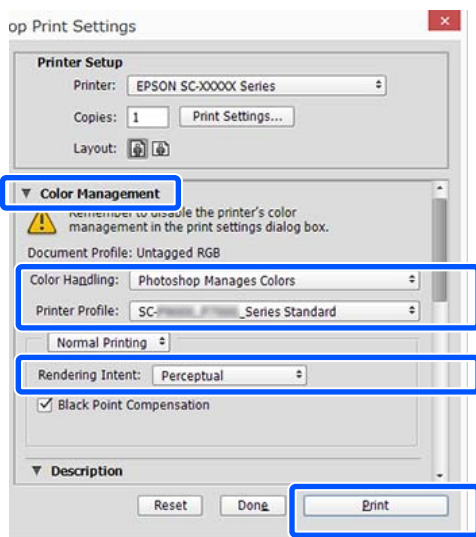 op Print Settings
Printer Setup
Printer: EPSON SC-XXXXX Series
Copies: 1 Print Settings...
Layout:
Color Management
Remember to disable the printer's color
management in the print settings dialog box.
Document Profile: Untagged RGB
Color Handling: Photoshop Manages Colors
Printer Profile: SC- _Series Standard
Normal Printing
Rendering Intent: Perceptual
Black Point Compensation
Description
Reset Done Print